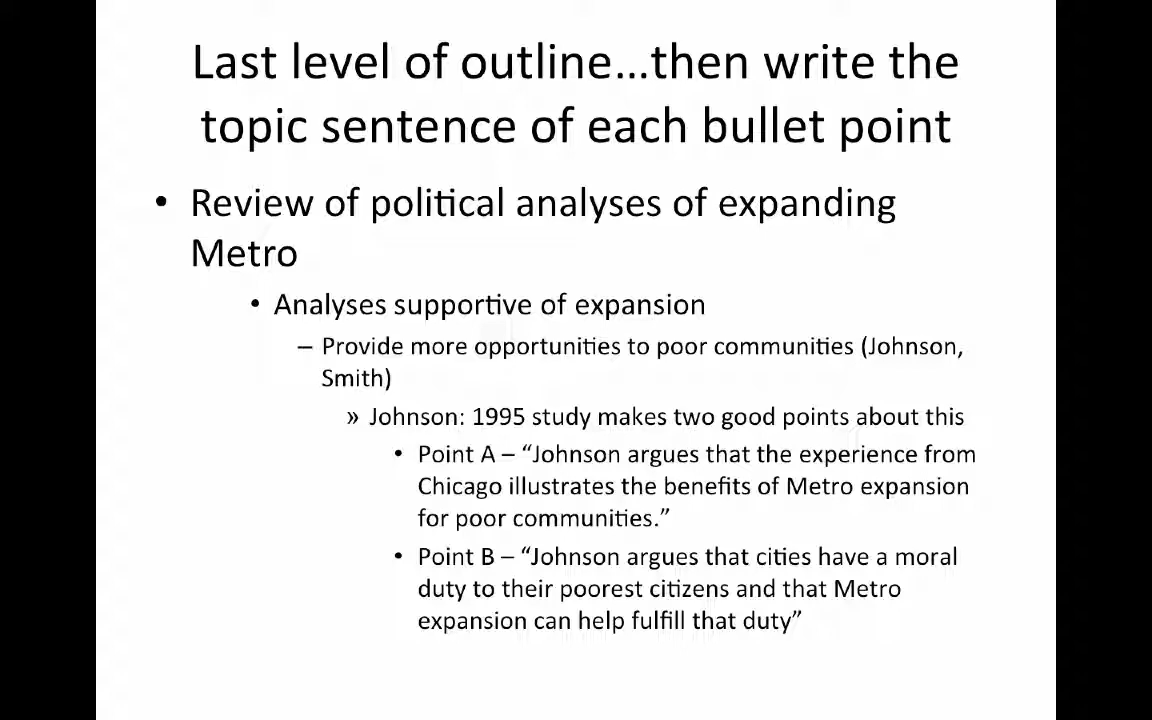 Last level of outline...then write the
topic sentence of each bullet point
• Review of political analyses of expanding
Metro
• Analyses supportive of expansion
– Provide more opportunities to poor communities (Johnson,
Smith)
» Johnson: 1995 study makes two good points about this
• Point A – “Johnson argues that the experience from
Chicago illustrates the benefits of Metro expansion
for poor communities.”
• Point B – “Johnson argues that cities have a moral
duty to their poorest citizens and that Metro
expansion can help fulfill that duty”